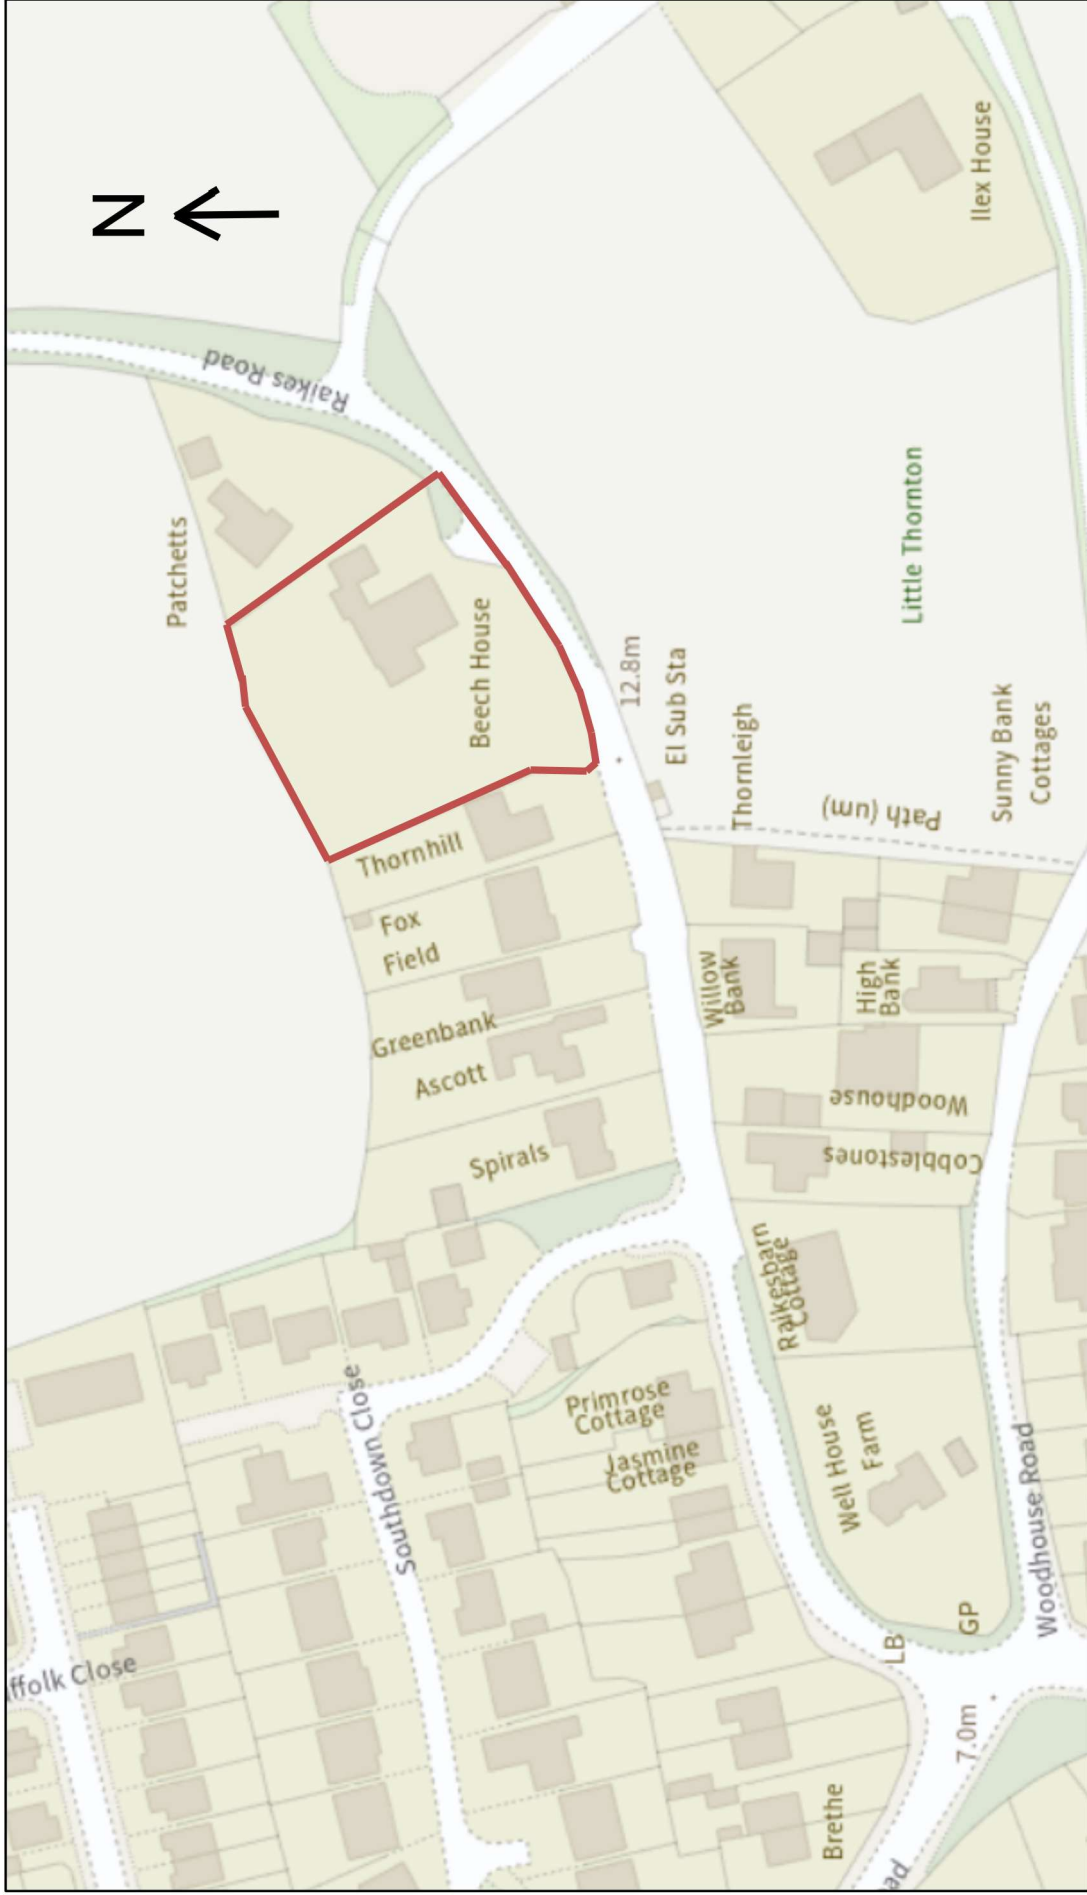 N
Raikes Road
Patchetts
Beech House
Ilex House
Little Thornton
12.8m
El Sub Sta
Thornleigh
Path (um)
Sunny Bank
Cottages
Thornhill
Fox
Field
Greenbank
Ascott
Spirals
Willow
Bank
High
Bank
Woodhouse
Cobblestones
Raikesbarn
Cottage
Southdown Close
Primrose
Cottage
Jasmine
Cottage
Well House
Farm
Woodhouse Road
GP
LB
ffolk Close
7.0m
Brethe
ad